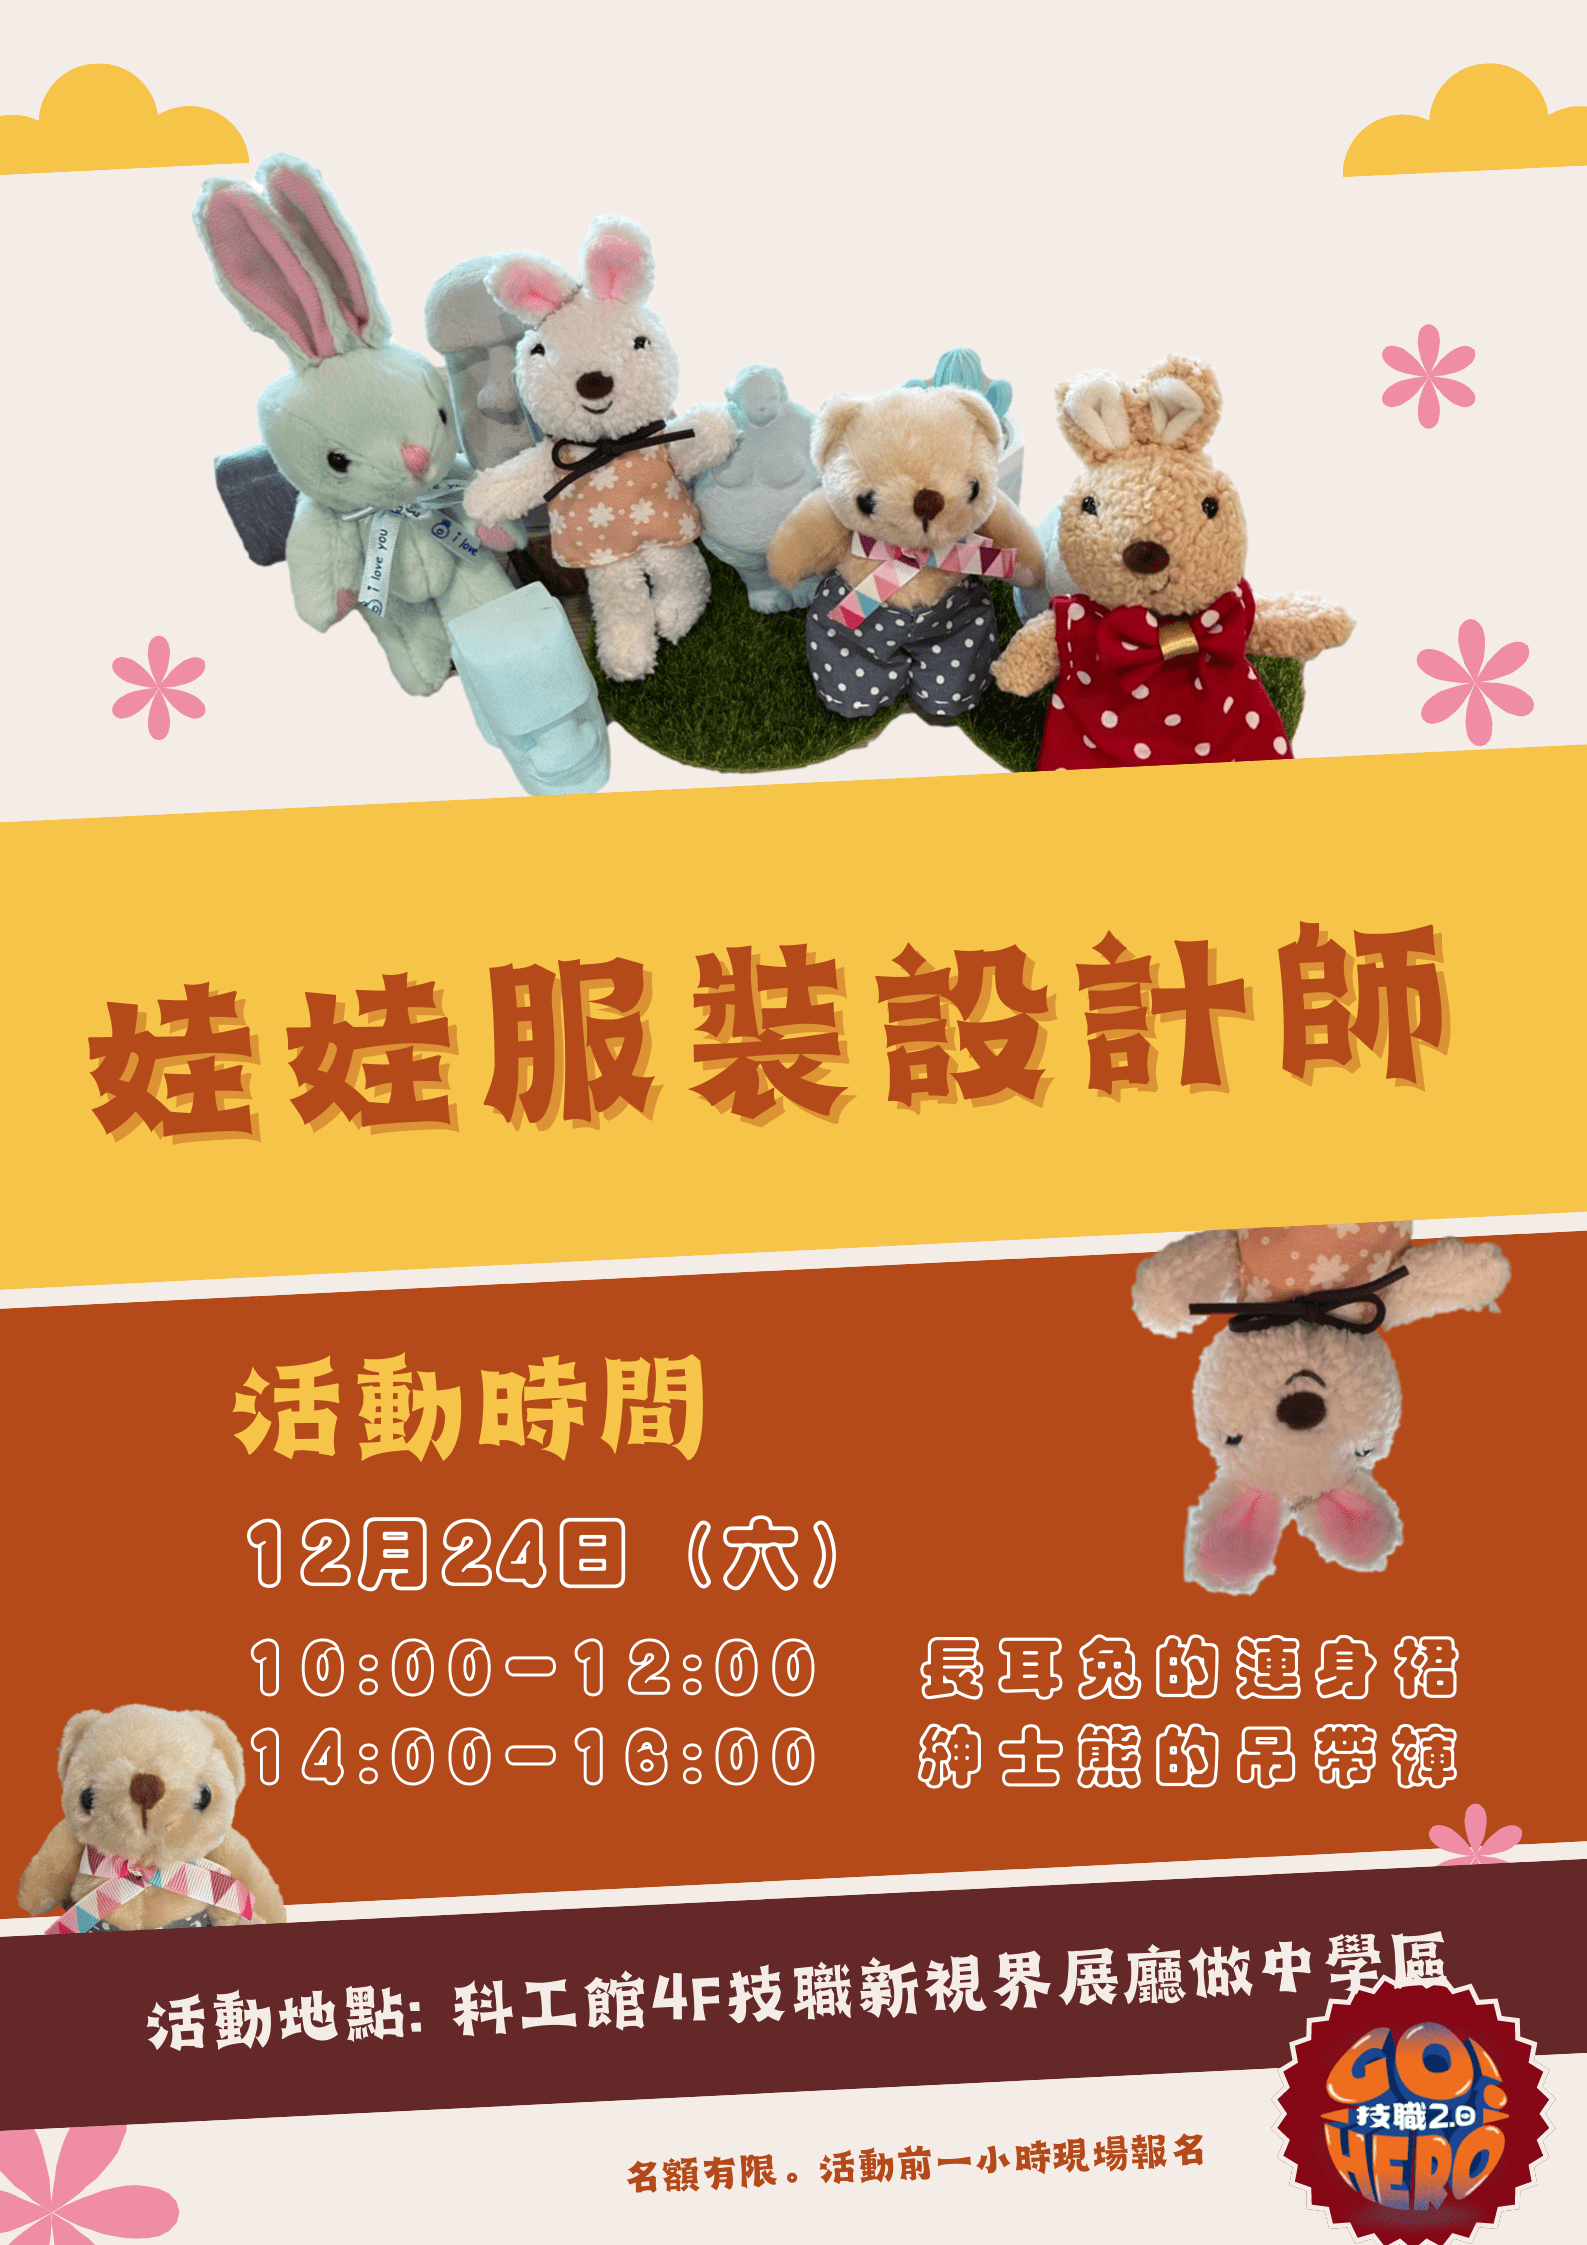 i love you
i love
娃娃服裝設計師
活動時間
12月24日（六）
10:00-12:00 長耳兔的連身裙
14:00-16:00 紳士熊的吊帶褲
活動地點: 科工館4F技職新視界展廳做中學區
GO!
技職2.0
HERO
名額有限。活動前一小時現場報名